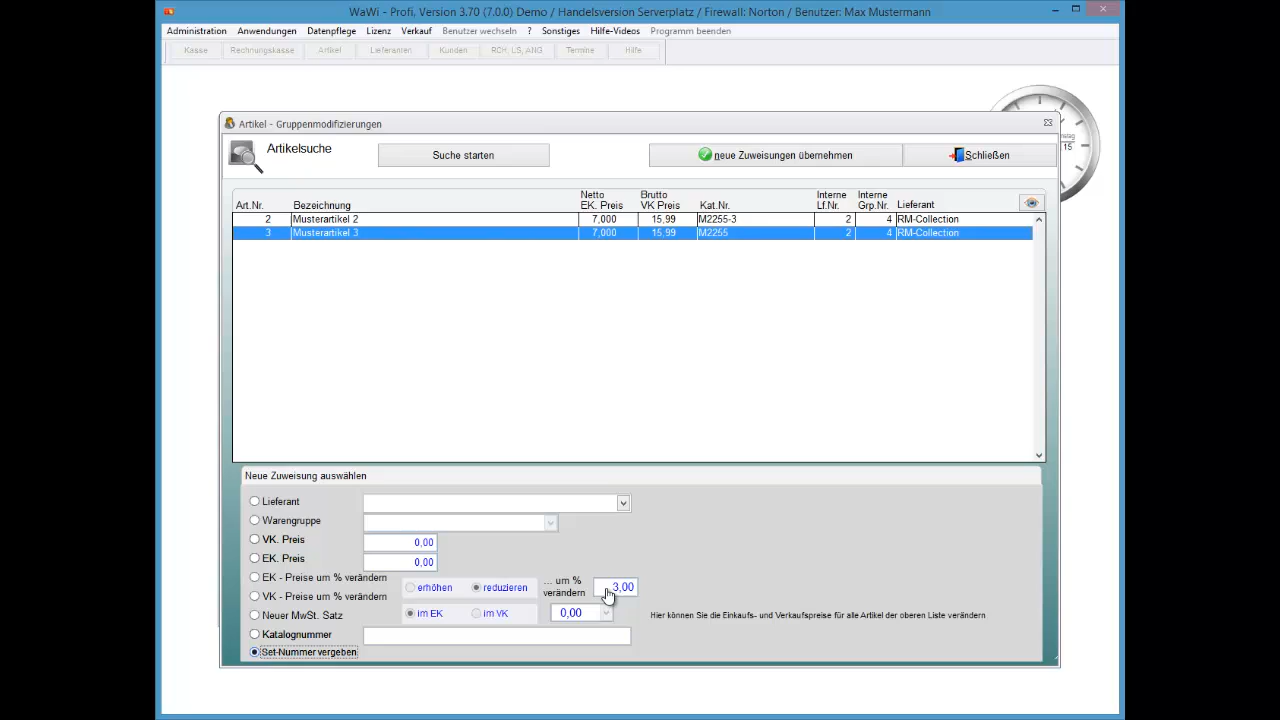 WaWi - Profi, Version 3.70 (7.0.0) Demo / Handelsversion Serverplatz / Firewall: Norton / Benutzer: Max Mustermann
Administration Anwendungen Datenpflege Lizenz Verkauf Benutzer wechseln ? Sonstiges Hilfe-Videos Programm beenden
Kasse Rechnungskasse Artikel Lieferanten Kunden RCH, LS, ANG Termine Hilfe
Artikel - Gruppenmodifizierungen
Artikelsuche Suche starten neue Zuweisungen übernehmen Schließen
15
Netto Brutto Interne Interne
Art.Nr. Bezeichnung EK. Preis VK Preis Kat.Nr. Lf.Nr. Grp.Nr. Lieferant
2 Musterartikel 2 7,000 15,99 M2255-3 2 4 RM-Collection
3 Musterartikel 3 7,000 15,99 M2255 2 4 RM-Collection
Neue Zuweisung auswählen
Lieferant
Warengruppe
VK. Preis 0,00
EK. Preis 0,00
EK - Preise um % verändern erhöhen reduzieren ... um % verändern 3,00
VK - Preise um % verändern
Neuer MwSt. Satz im EK im VK 0,00 Hier können Sie die Einkaufs- und Verkaufspreise für alle Artikel der oberen Liste verändern
Katalognummer
Set-Nummer vergeben